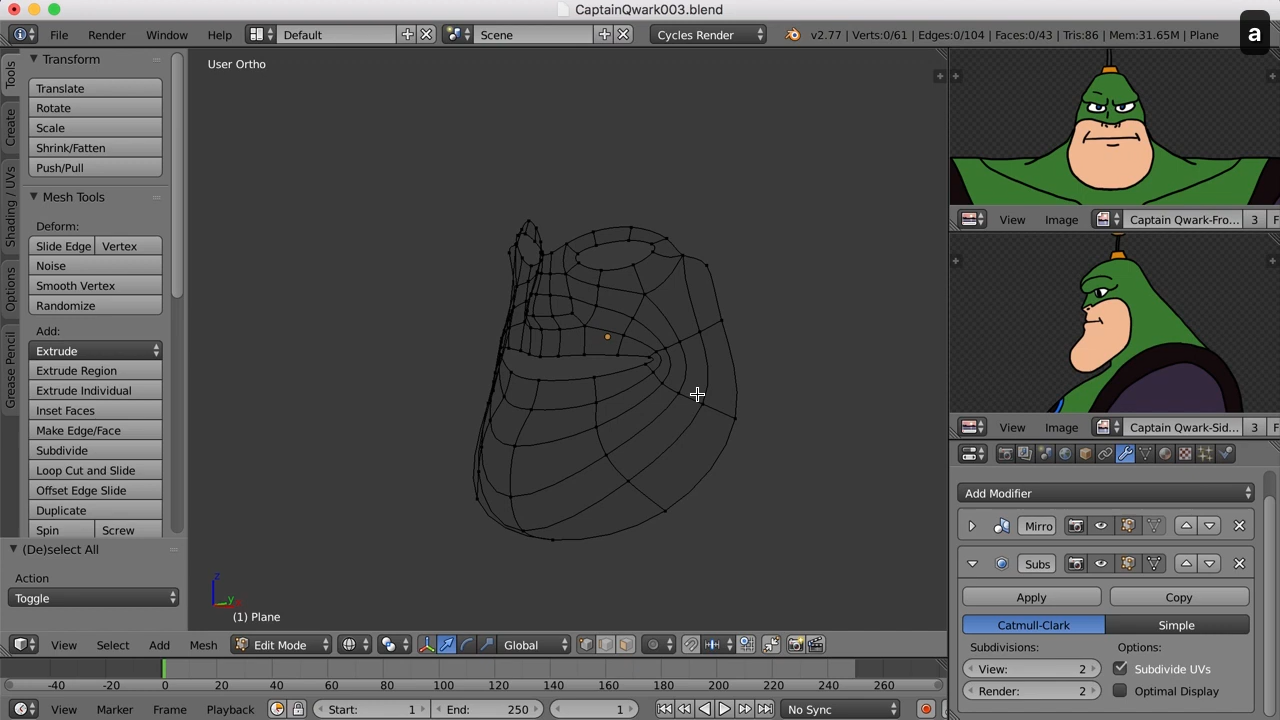 CaptainQwark003.blend
a
File Render Window Help Default Scene Cycles Render v2.77 | Verts:0/61 | Edges:0/104 | Faces:0/43 | Tris:86 | Mem:31.65M | Plane
Tools
Create
Shading / UVs
Options
Grease Pencil
Transform
Translate
Rotate
Scale
Shrink/Fatten
Push/Pull
Mesh Tools
Deform:
Slide Edge Vertex
Noise
Smooth Vertex
Randomize
Add:
Extrude
Extrude Region
Extrude Individual
Inset Faces
Make Edge/Face
Subdivide
Loop Cut and Slide
Offset Edge Slide
Duplicate
Spin Screw
(De)select All
Action
Toggle
User Ortho
z
y
(1) Plane
View Select Add Mesh Edit Mode Global
-40 -20 0 20 40 60 80 100 120 140 160 180 200 220 240 260
View Marker Frame Playback Start: 1 End: 250 1 No Sync
View Image Captain Qwark-Fro... 3 F
View Image Captain Qwark-Sid... 3 F
Add Modifier
Mirro
Subs
Apply Copy
Catmull-Clark Simple
Subdivisions: Options:
View: 2 Subdivide UVs
Render: 2 Optimal Display